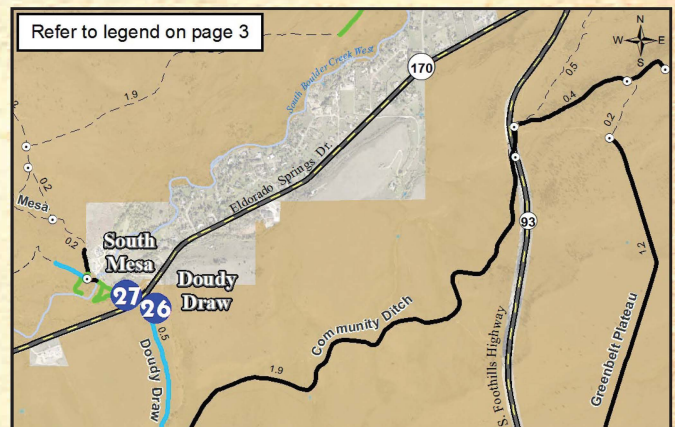 Refer to legend on page 3
N
W E
S
170
South Boulder Creek West
1.9
0.5
0.4
0.2
0.2
Eldorado Springs Dr.
Mesa
0.2
South
Mesa
27
26
Doudy
Draw
93
1.2
Community Ditch
0.5
Doudy Draw
1.9
S. Foothills Highway
Greenbelt Plateau